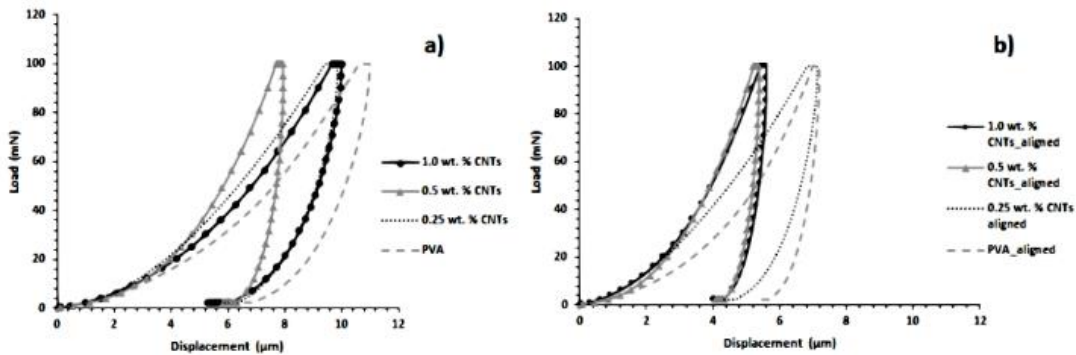 a)
120
100
80
60
40
20
0
Load (mN)
0 2 4 6 8 10 12
Displacement (μm)
1.0 wt. % CNTs
0.5 wt. % CNTs
0.25 wt. % CNTs
PVA
b)
120
100
80
60
40
20
0
Load (mN)
0 2 4 6 8 10 12
Displacement (μm)
1.0 wt. %
CNTs_aligned
0.5 wt. %
CNTs_aligned
0.25 wt. % CNTs
aligned
PVA_aligned